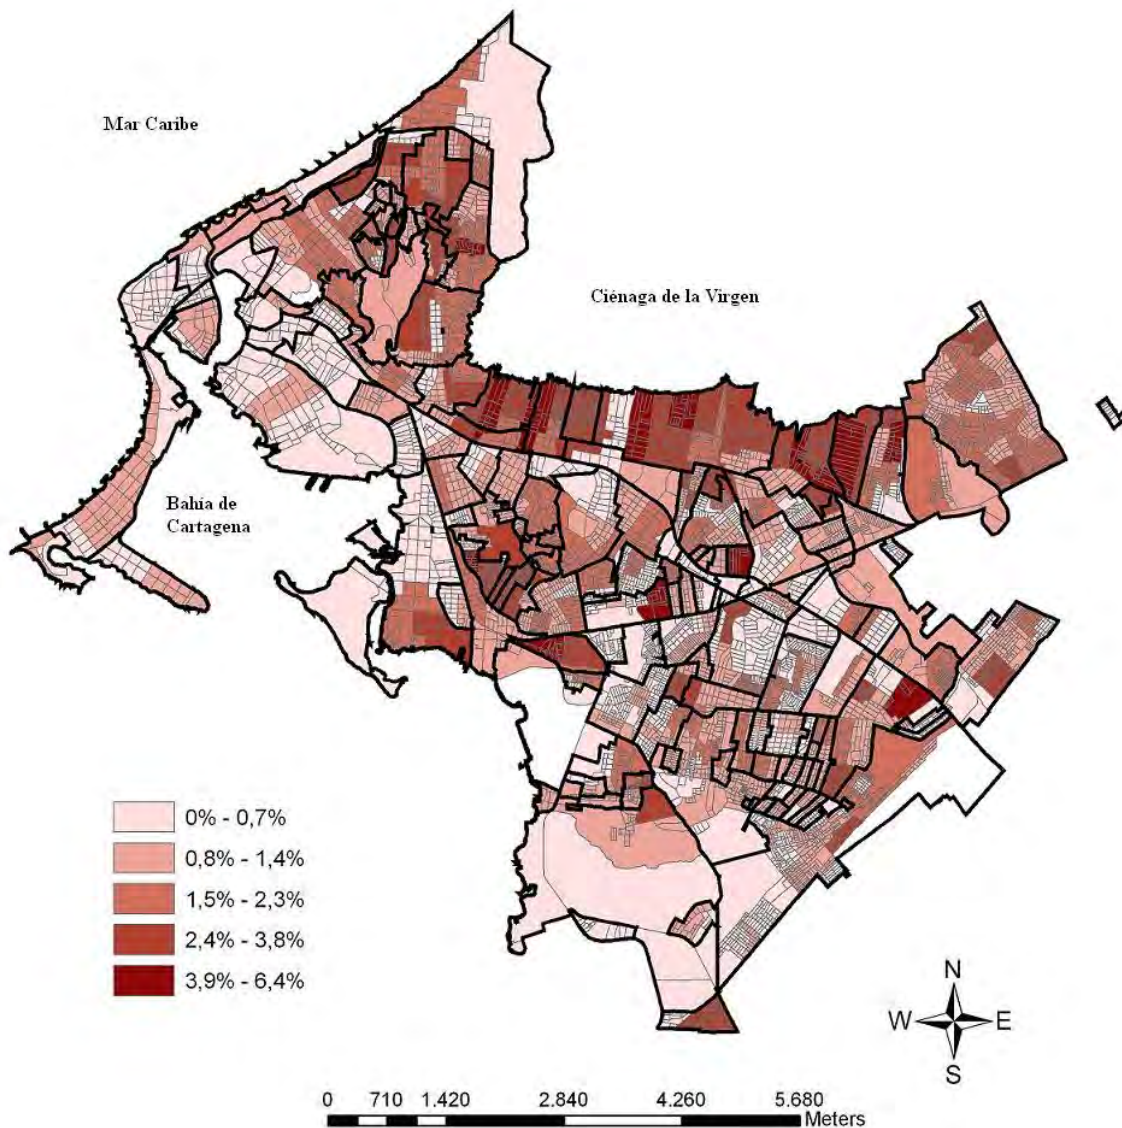 Mar Caribe
Ciénaga de la Virgen
Bahía de
Cartagena
0% - 0,7%
0,8% - 1,4%
1,5% - 2,3%
2,4% - 3,8%
3,9% - 6,4%
N
W E
S
0 710 1.420 2.840 4.260 5.680
Meters